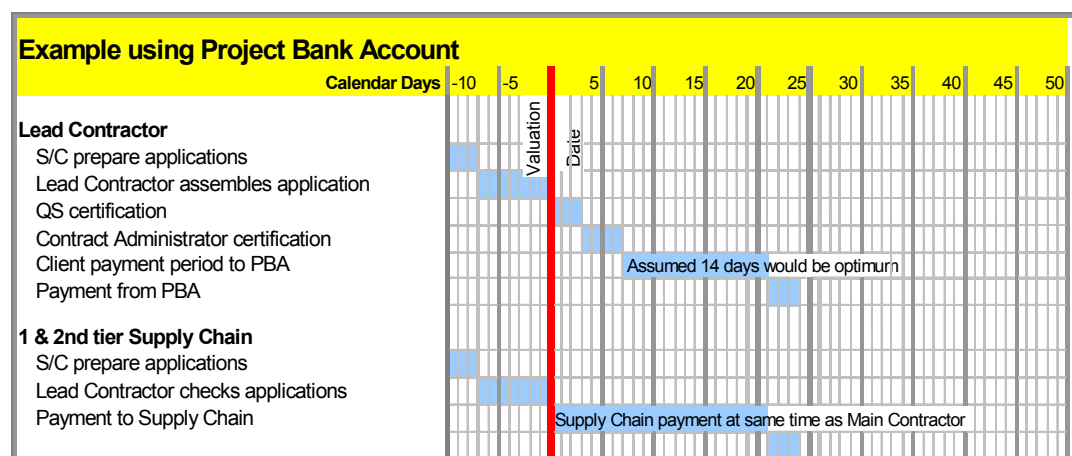 Example using Project Bank Account
Calendar Days -10 -5 5 10 15 20 25 30 35 40 45 50
Valuation
Date
Lead Contractor
S/C prepare applications
Lead Contractor assembles application
QS certification
Contract Administrator certification
Client payment period to PBA Assumed 14 days would be optimum
Payment from PBA
1 & 2nd tier Supply Chain
S/C prepare applications
Lead Contractor checks applications
Payment to Supply Chain Supply Chain payment at same time as Main Contractor